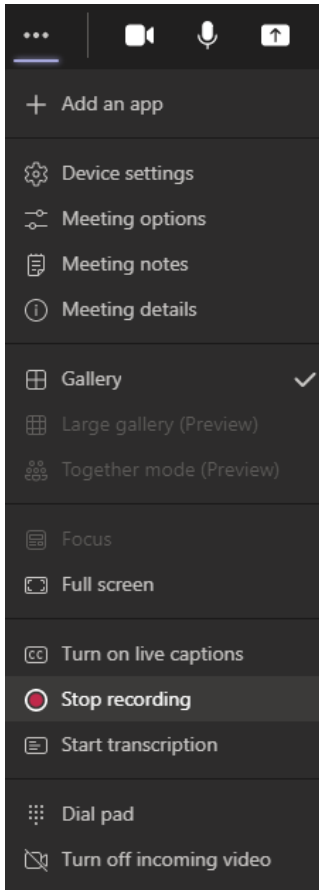 Add an app
Device settings
Meeting options
Meeting notes
Meeting details
Gallery
Large gallery (Preview)
Together mode (Preview)
Focus
Full screen
CC Turn on live captions
Stop recording
Start transcription
Dial pad
Turn off incoming video